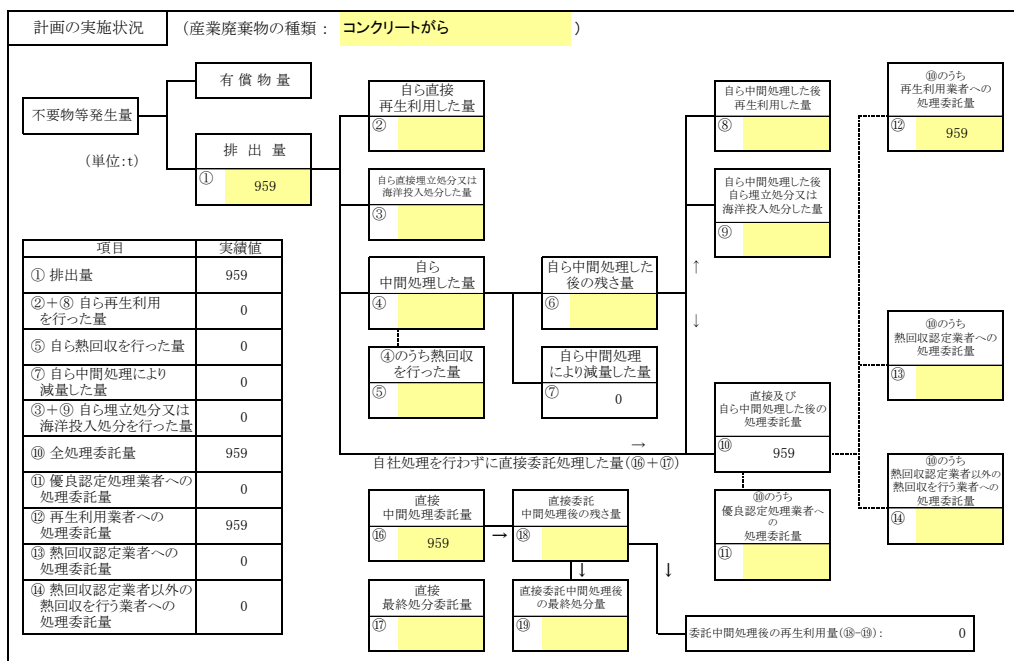 計画の実施状況
(産業廃棄物の種類： コンクリートがら ）
不要物等発生量
(単位:t)
有償物量
排出量
① 959
自ら直接
再生利用した量
②
自ら直接埋立処分又は
海洋投入処分した量
③
自ら
中間処理した量
④
④のうち熱回収
を行った量
⑤
自ら中間処理した
後の残さ量
⑥
自ら中間処理
により減量した量
⑦ 0
自ら中間処理した後
再生利用した量
⑧
自ら中間処理した後
自ら埋立処分又は
海洋投入処分した量
⑨
↑
↓
直接及び
自ら中間処理した後の
処理委託量
⑩ 959
⑩のうち
優良認定処理業者へ
の
処理委託量
⑪
⑩のうち
再生利用業者への
処理委託量
⑫ 959
⑩のうち
熱回収認定業者への
処理委託量
⑬
⑩のうち
熱回収認定業者以外の
熱回収を行う業者への
処理委託量
⑭
→
自社処理を行わずに直接委託処理した量(⑯+⑰)
直接
中間処理委託量
⑯ 959
→
直接委託
中間処理後の残さ量
⑱
↓
↓
直接
最終処分委託量
⑰
直接委託中間処理後
の最終処分量
⑲
委託中間処理後の再生利用量(⑱-⑲)： 0
項目 実績値
① 排出量 959
②+⑧ 自ら再生利用
を行った量 0
⑤ 自ら熱回収を行った量 0
⑦ 自ら中間処理により
減量した量 0
③+⑨ 自ら埋立処分又は
海洋投入処分を行った量 0
⑩ 全処理委託量 959
⑪ 優良認定処理業者への
処理委託量 0
⑫ 再生利用業者への
処理委託量 959
⑬ 熱回収認定業者への
処理委託量 0
⑭ 熱回収認定業者以外の
熱回収を行う業者への
処理委託量 0